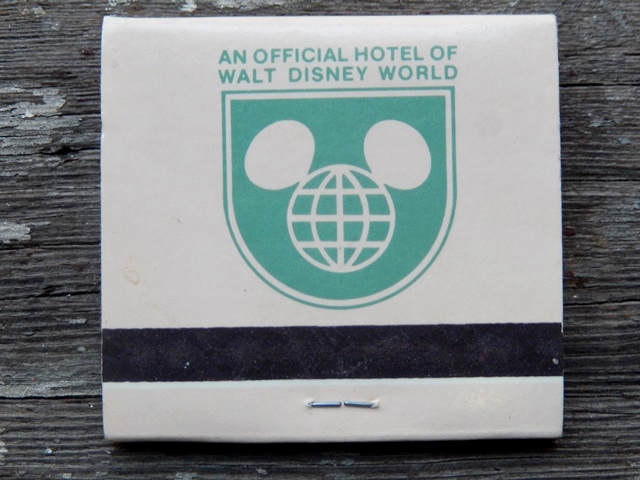 AN OFFICIAL HOTEL OF
WALT DISNEY WORLD